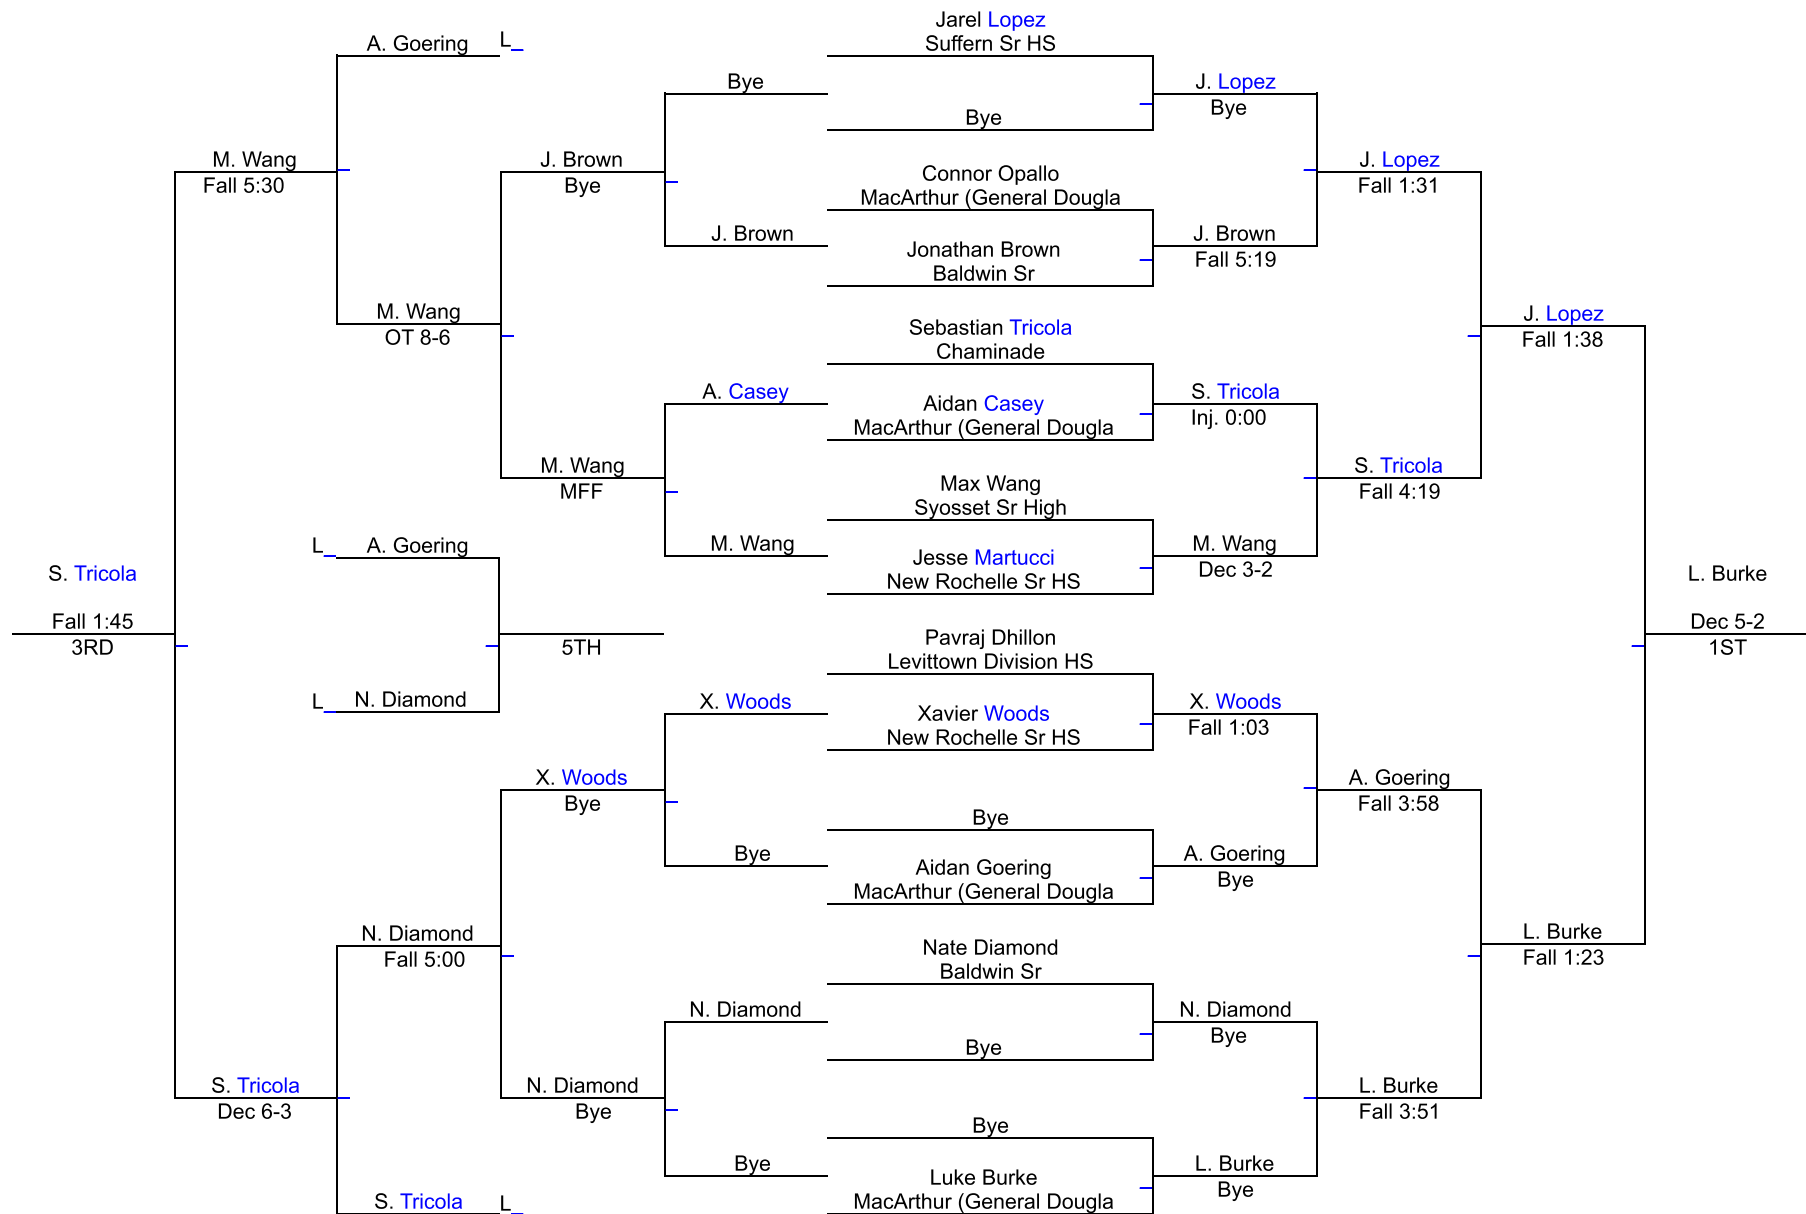 Jarel Lopez
A. Goering L_
Suffern Sr HS
Bye
J. Lopez
Bye
Bye
M. Wang
J. Brown
J. Lopez
Fall 5:30
Bye
Connor Opallo
MacArthur (General Dougla
Fall 1:31
J. Brown
J. Brown
Jonathan Brown
Baldwin Sr
Fall 5:19
M. Wang
OT 8-6
Sebastian Tricola
Chaminade
J. Lopez
Fall 1:38
A. Casey
Aidan Casey
MacArthur (General Dougla
S. Tricola
Inj. 0:00
M. Wang
MFF
Max Wang
Syosset Sr High
S. Tricola
Fall 4:19
L_ A. Goering
M. Wang
Jesse Martucci
New Rochelle Sr HS
M. Wang
Dec 3-2
S. Tricola
Fall 1:45
3RD
5TH
L. Burke
Dec 5-2
1ST
Pavraj Dhillon
Levittown Division HS
L_ N. Diamond
X. Woods
Xavier Woods
New Rochelle Sr HS
X. Woods
Fall 1:03
X. Woods
Bye
A. Goering
Fall 3:58
Bye
Bye
Aidan Goering
MacArthur (General Dougla
A. Goering
Bye
N. Diamond
Fall 5:00
Nate Diamond
Baldwin Sr
L. Burke
Fall 1:23
N. Diamond
Bye
N. Diamond
Bye
S. Tricola
Dec 6-3
N. Diamond
Bye
L. Burke
Fall 3:51
Bye
Bye
Luke Burke
MacArthur (General Dougla
L. Burke
Bye
S. Tricola L_